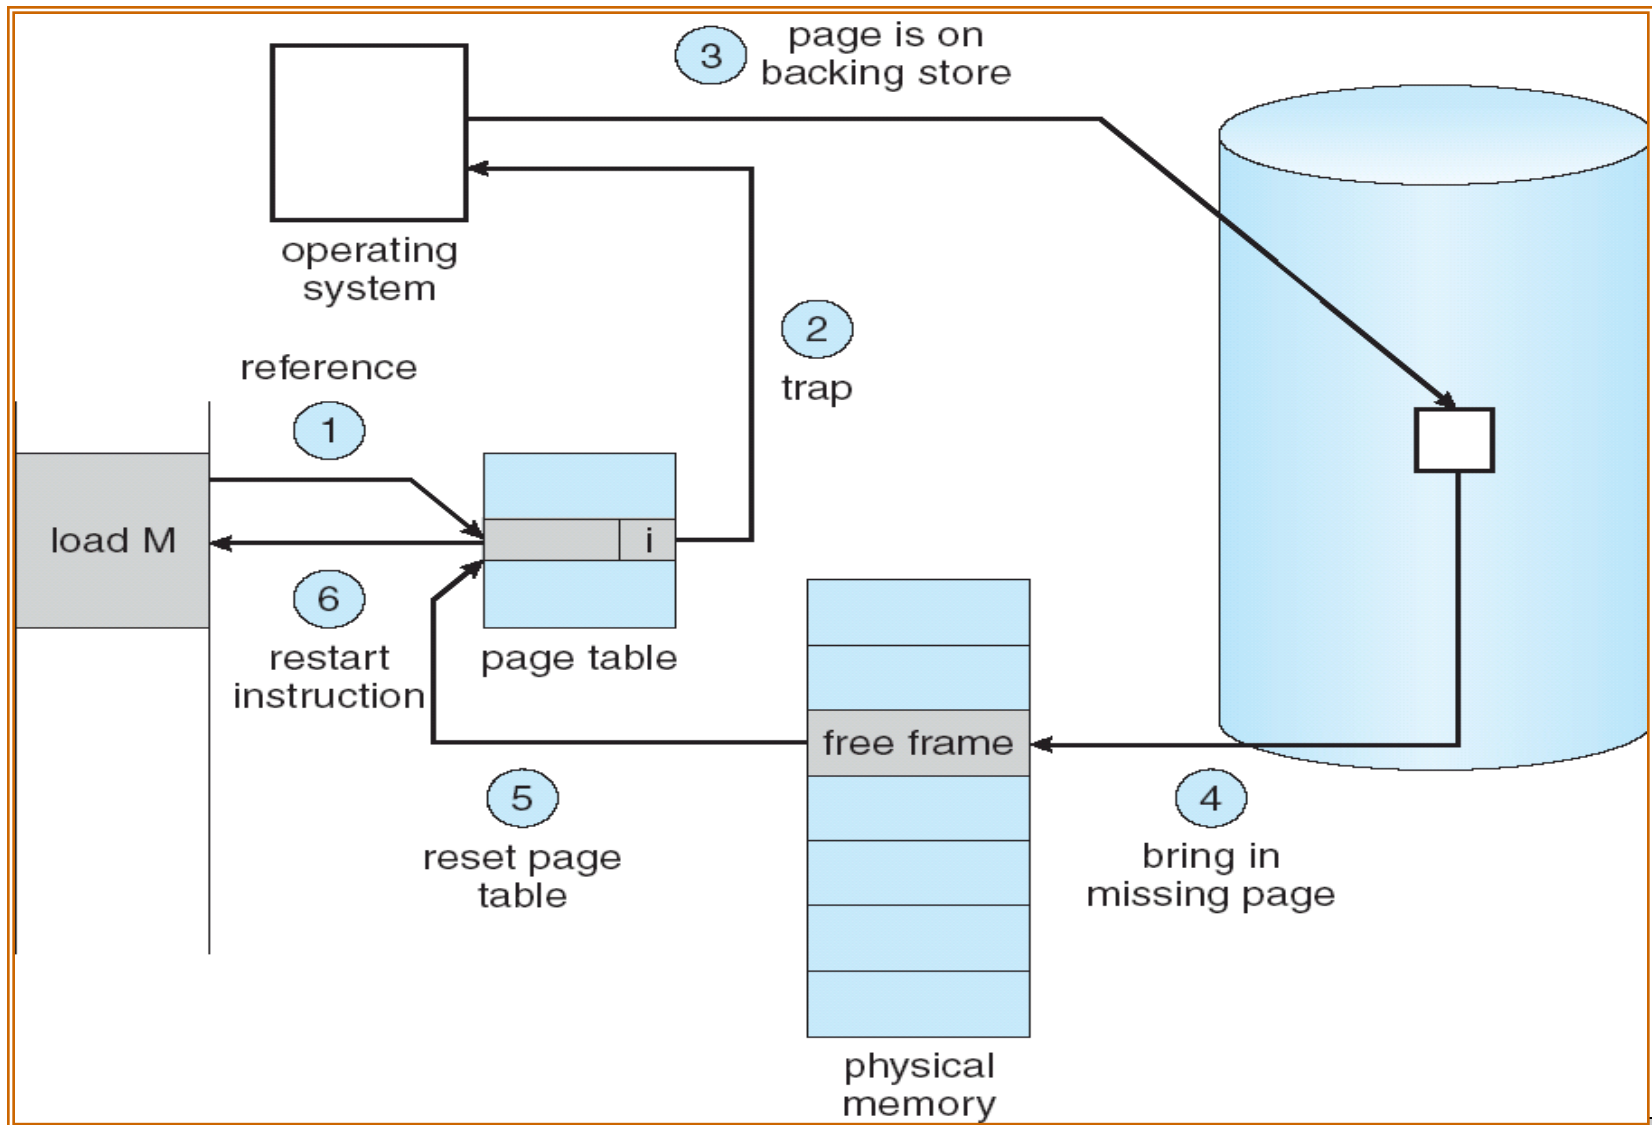 3
page is on
backing store
operating
system
2
trap
reference
1
load M
i
6
restart
instruction
page table
free frame
5
reset page
table
4
bring in
missing page
physical
memory